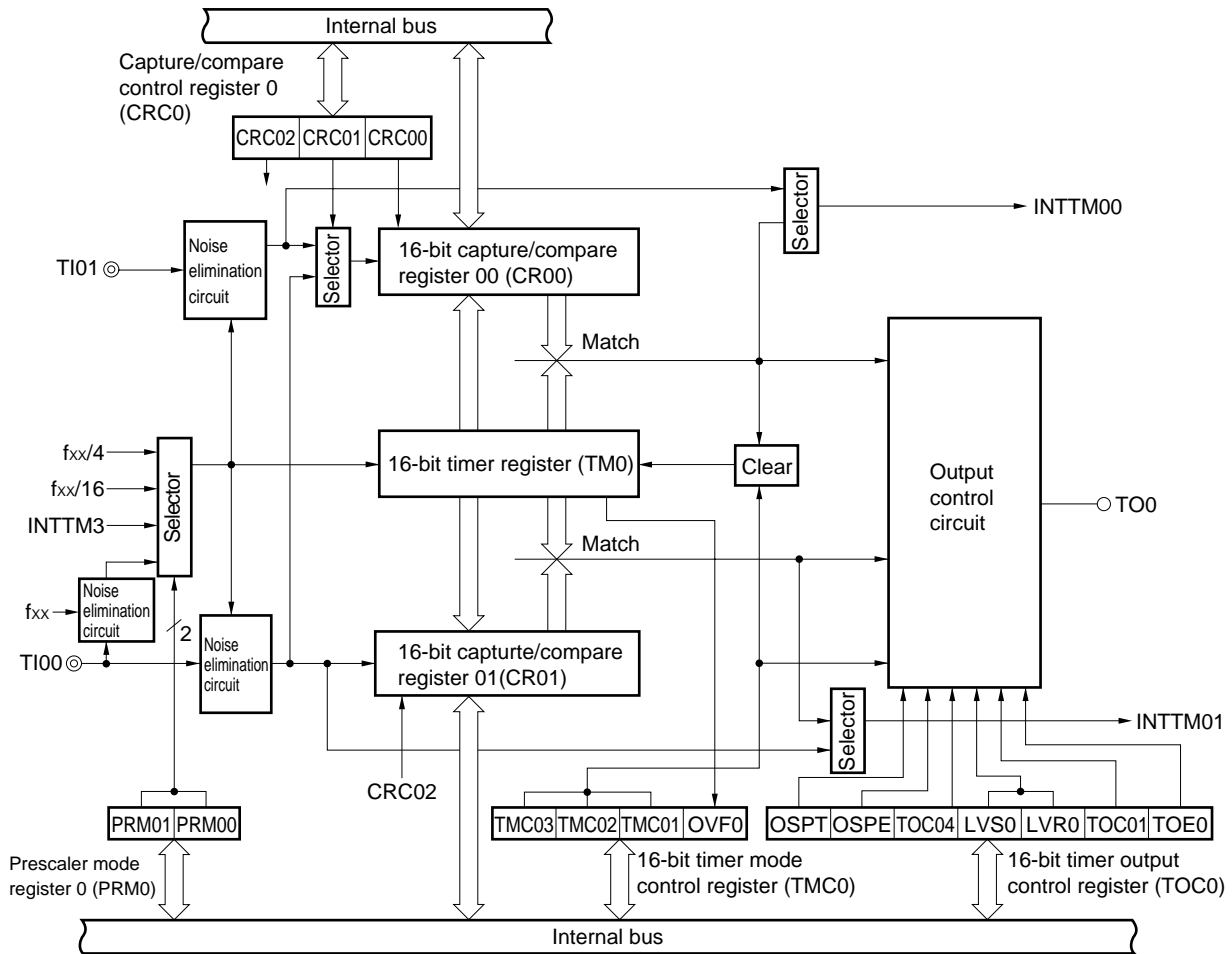 Internal bus
Capture/compare
control register 0
(CRC0)
CRC02 CRC01 CRC00
Selector
INTTM00
TI01
Noise
elimination
circuit
Selector
16-bit capture/compare
register 00 (CR00)
Match
fxx/4
fxx/16
INTTM3
Selector
16-bit timer register (TM0)
Clear
Output
control
circuit
TO0
Match
fxx
Noise
elimination
circuit
2
TI00
Noise
elimination
circuit
16-bit capturte/compare
register 01(CR01)
Selector
INTTM01
CRC02
PRM01 PRM00
TMC03 TMC02 TMC01 OVF0
OSPT OSPE TOC04 LVS0 LVR0 TOC01 TOE0
Prescaler mode
register 0 (PRM0)
16-bit timer mode
control register (TMC0)
16-bit timer output
control register (TOC0)
Internal bus